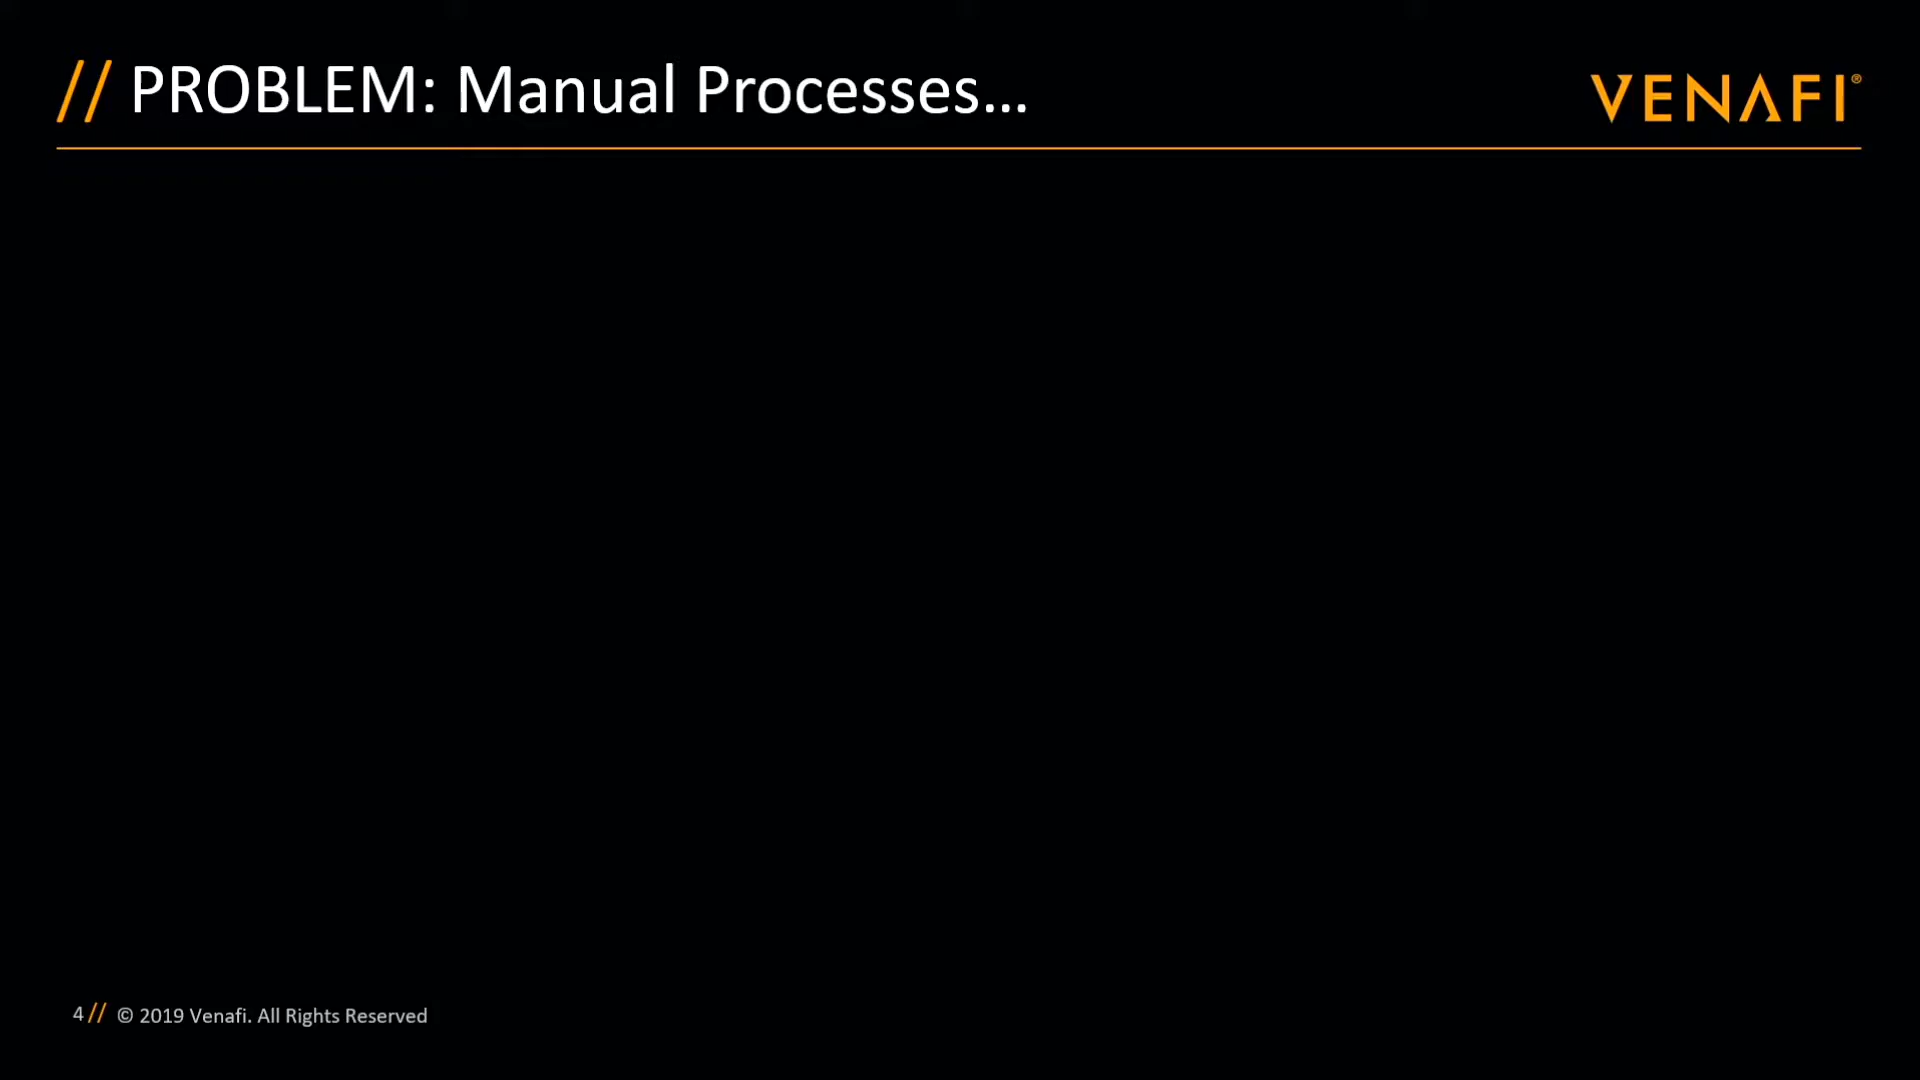 // PROBLEM: Manual Processes...
VENAFI®
4 // © 2019 Venafi. All Rights Reserved